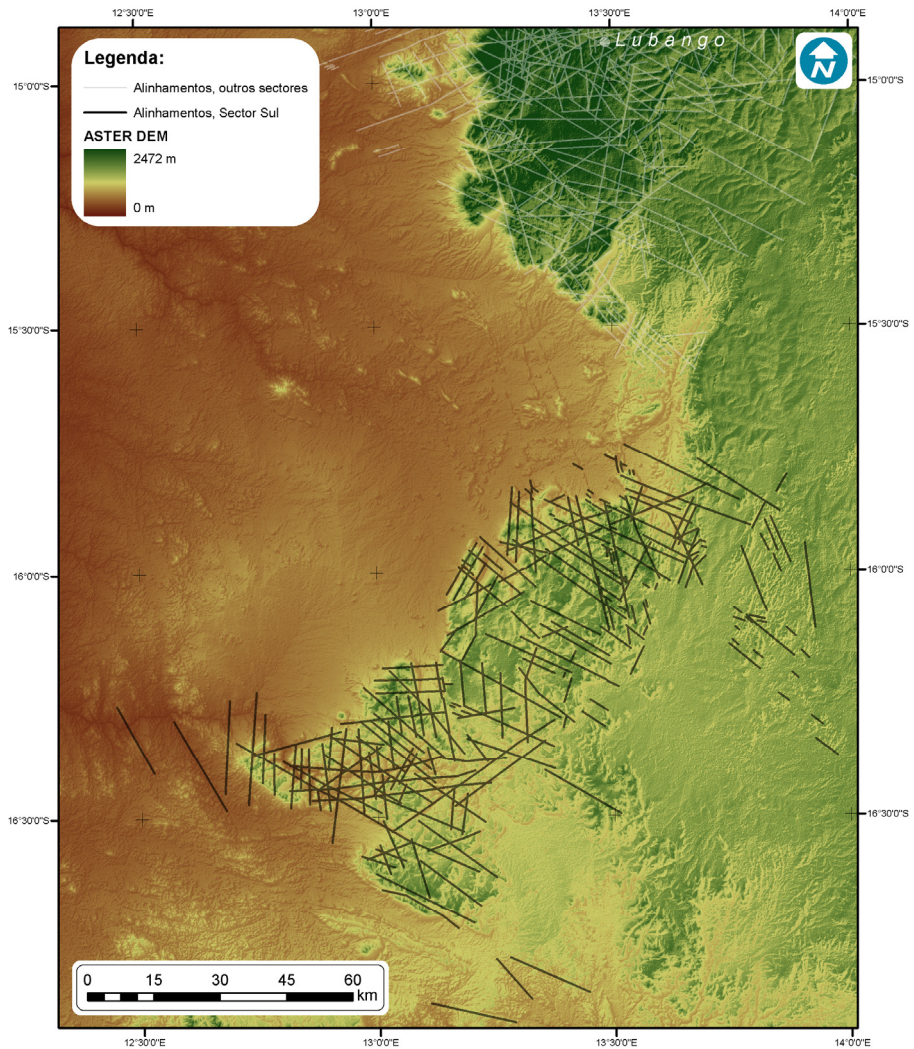 12°30'0"E 13°0'0"E 13°30'0"E 14°0'0"E
Lubango
N
Legenda:
Alinhamentos, outros sectores
Alinhamentos, Sector Sul
ASTER DEM
2472 m
0 m
15°0'0"S 15°0'0"S
15°30'0"S 15°30'0"S
16°0'0"S 16°0'0"S
16°30'0"S 16°30'0"S
0 15 30 45 60
km
12°30'0"E 13°0'0"E 13°30'0"E 14°0'0"E